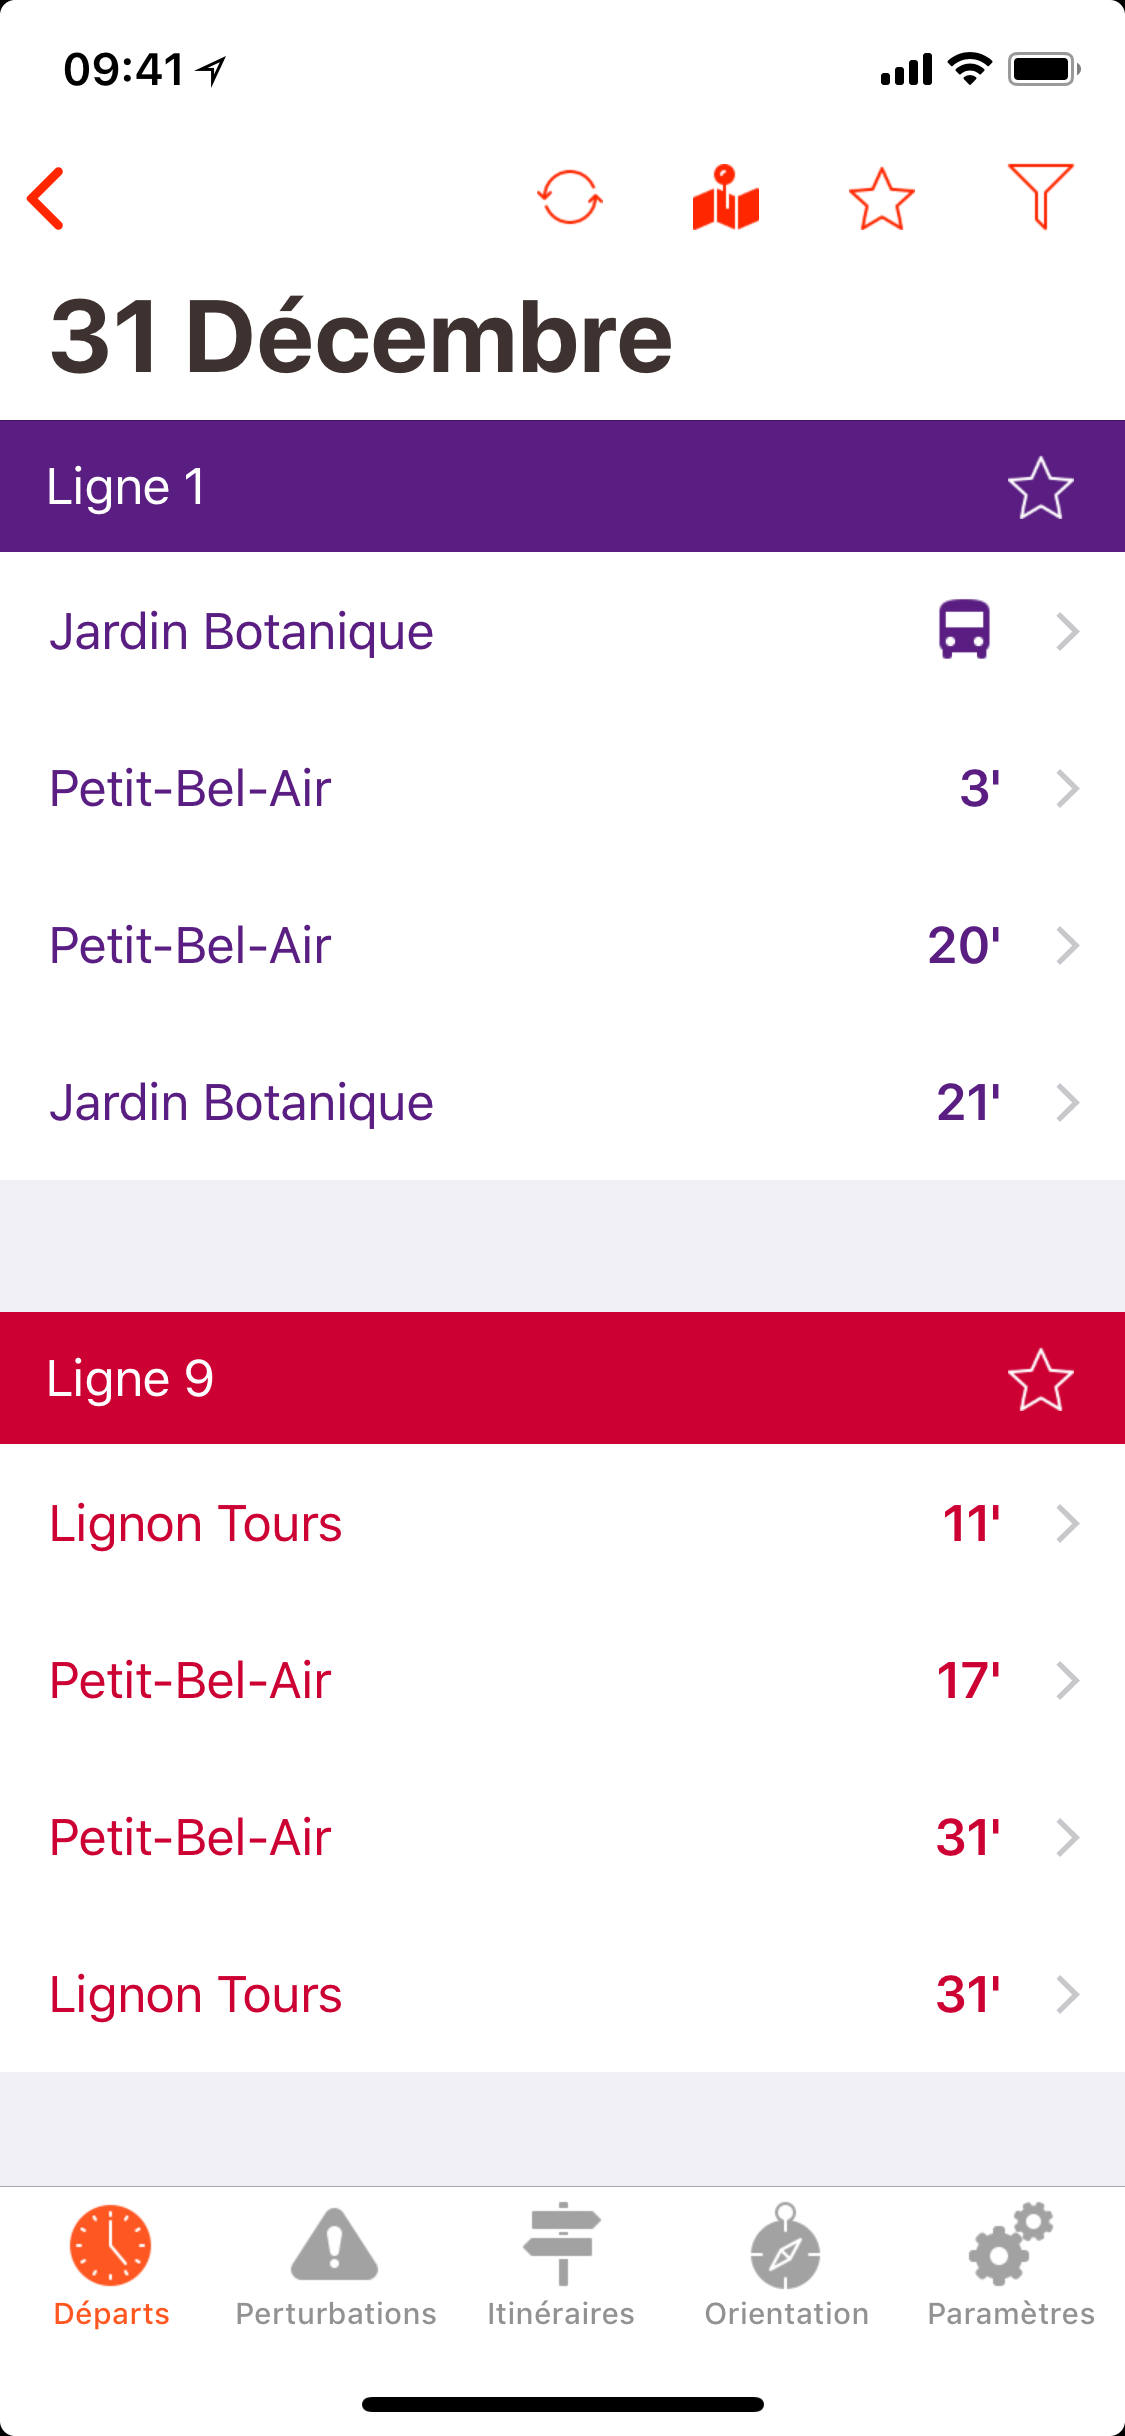 09:41
31 Décembre
Ligne 1
Jardin Botanique
Petit-Bel-Air 3'
Petit-Bel-Air 20'
Jardin Botanique 21'
Ligne 9
Lignon Tours 11'
Petit-Bel-Air 17'
Petit-Bel-Air 31'
Lignon Tours 31'
Départs Perturbations Itinéraires Orientation Paramètres